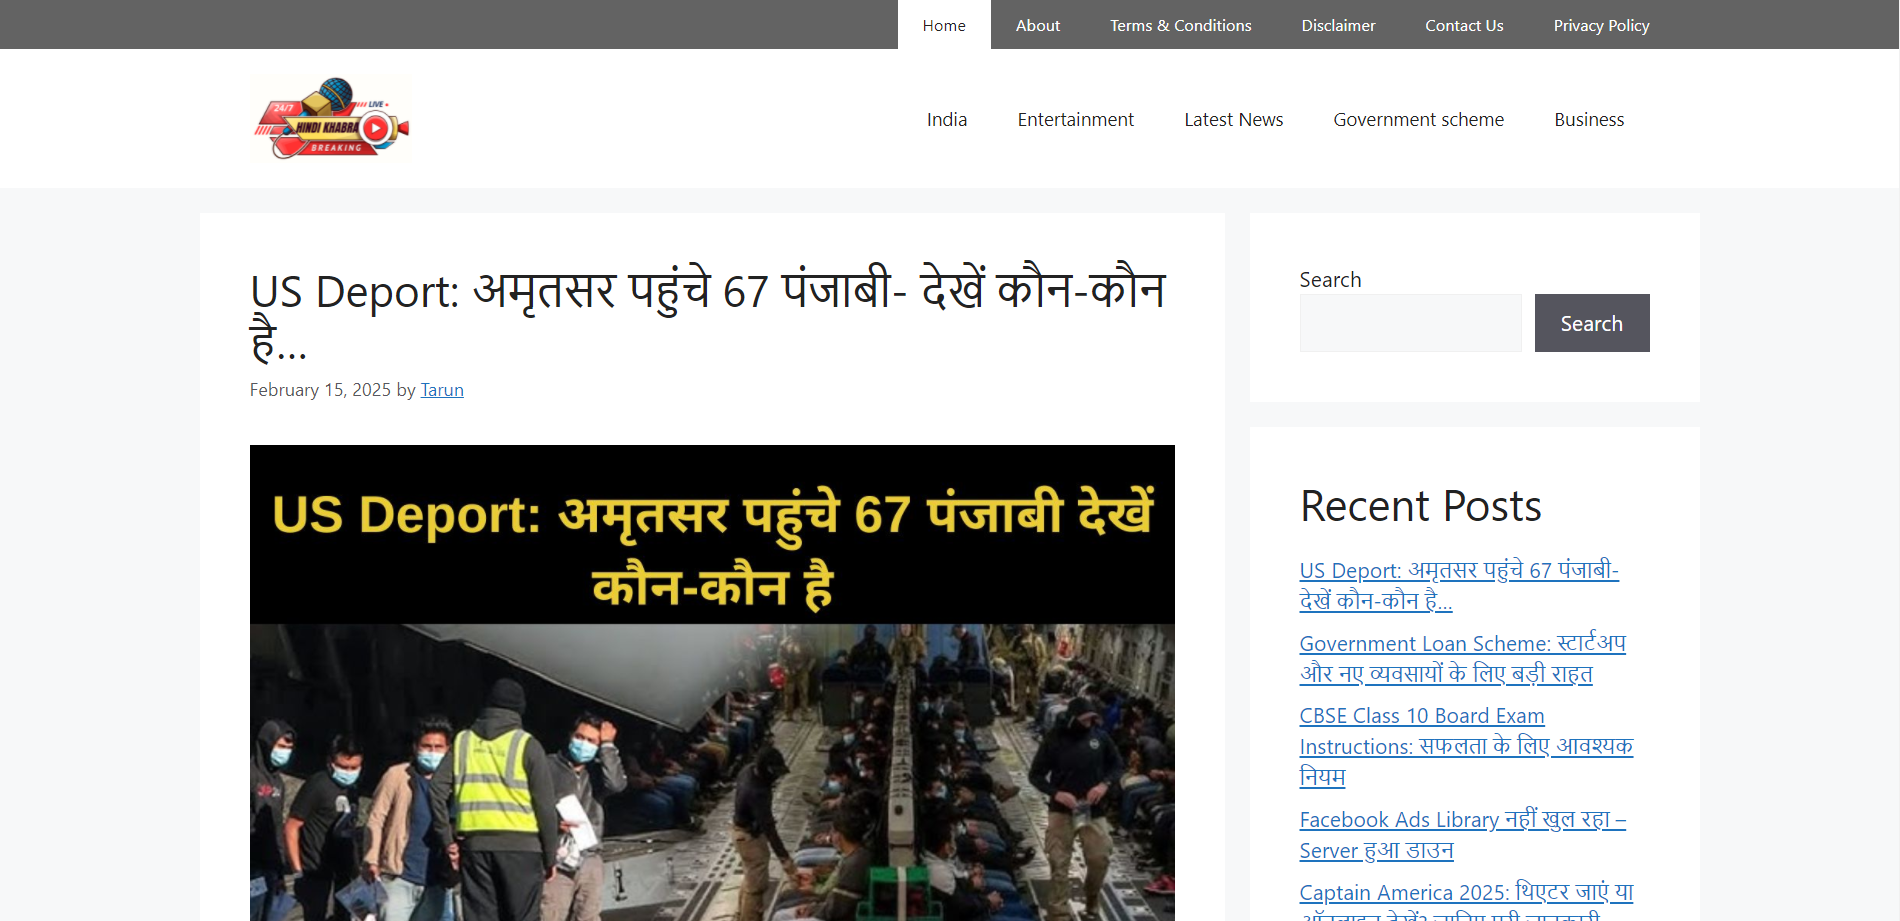 Home About Terms & Conditions Disclaimer Contact Us Privacy Policy
24/7 LIVE
HINDI KHABRA
BREAKING
India Entertainment Latest News Government scheme Business
US Deport: अमृतसर पहुंचे 67 पंजाबी- देखें कौन-कौन
है...
February 15, 2025 by Tarun
US Deport: अमृतसर पहुंचे 67 पंजाबी देखें
कौन-कौन है
Search
Search
Recent Posts
US Deport: अमृतसर पहुंचे 67 पंजाबी-
देखें कौन-कौन है...
Government Loan Scheme: स्टार्टअप
और नए व्यवसायों के लिए बड़ी राहत
CBSE Class 10 Board Exam
Instructions: सफलता के लिए आवश्यक
नियम
Facebook Ads Library नहीं खुल रहा –
Server हुआ डाउन
Captain America 2025: थिएटर जाएं या